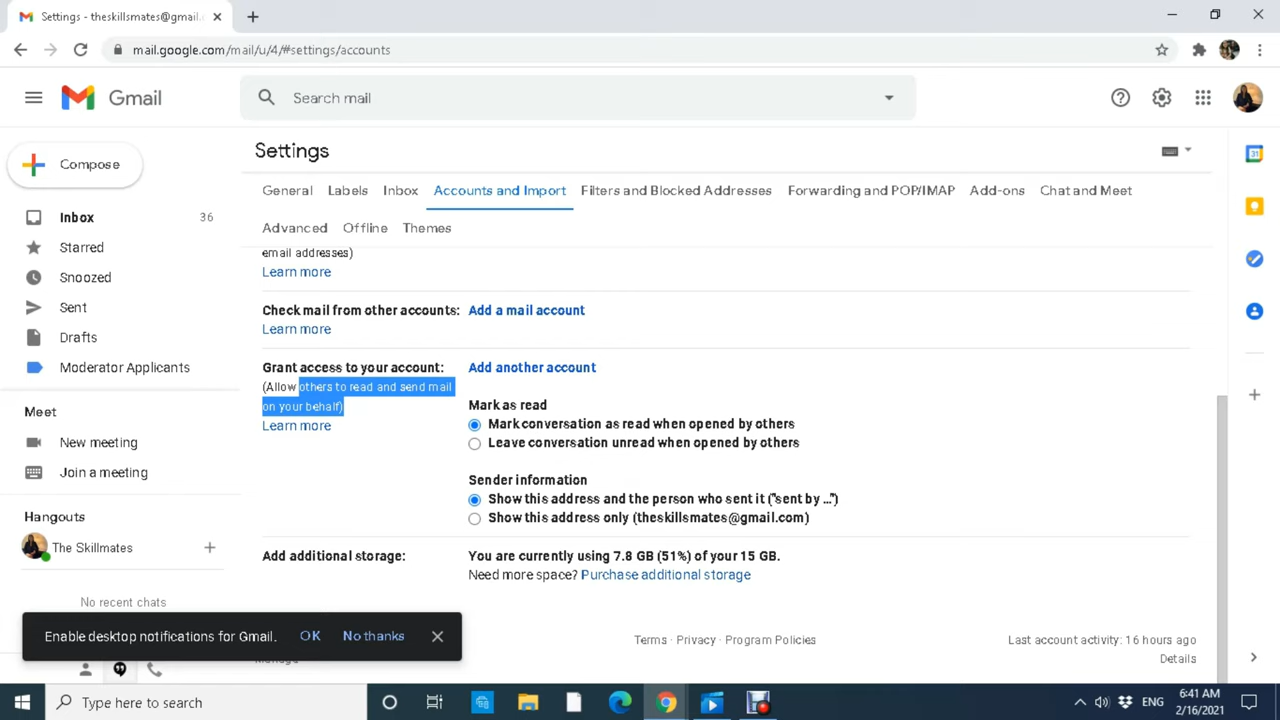 Settings - theskillsmates@gmail.c
mail.google.com/mail/u/4/#settings/accounts
Gmail
Search mail
Compose
Inbox 36
Starred
Snoozed
Sent
Drafts
Moderator Applicants
Meet
New meeting
Join a meeting
Hangouts
The Skillmates
No recent chats
Settings
General Labels Inbox Accounts and Import Filters and Blocked Addresses Forwarding and POP/IMAP Add-ons Chat and Meet
Advanced Offline Themes
email addresses)
Learn more
Check mail from other accounts: Add a mail account
Learn more
Grant access to your account: Add another account
(Allow others to read and send mail
on your behalf)
Learn more
Mark as read
Mark conversation as read when opened by others
Leave conversation unread when opened by others
Sender information
Show this address and the person who sent it ("sent by ...")
Show this address only (theskillsmates@gmail.com)
Add additional storage: You are currently using 7.8 GB (51%) of your 15 GB.
Need more space? Purchase additional storage
Enable desktop notifications for Gmail. OK No thanks
Terms · Privacy · Program Policies
Last account activity: 16 hours ago
Details
31
Type here to search
ENG
6:41 AM
2/16/2021